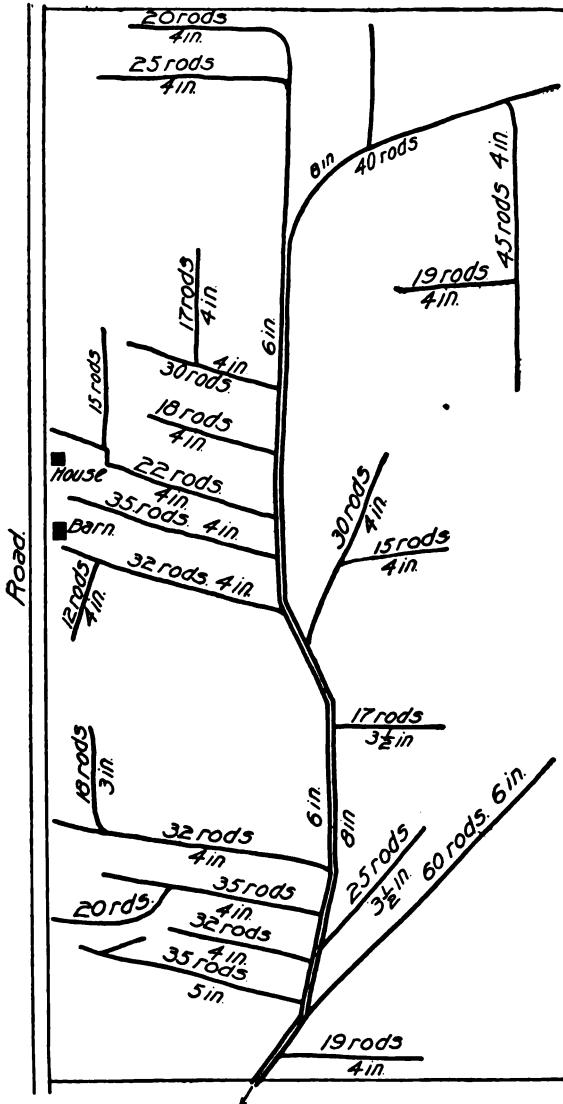 20 rods
4 in.
25 rods
4 in.
8 in
40 rods
45 rods 4 in.
19 rods
4 in.
17 rods
4 in.
6 in.
4 in
30 rods.
15 rods
18 rods
4 in.
House
22 rods
4 in.
35 rods. 4 in.
Barn.
32 rods. 4 in.
12 rods
4 in.
30 rods
4 in.
15 rods
4 in.
Road.
17 rods
3 1/2 in
18 rods
3 in.
6 in.
8 in
32 rods
4 in
25 rods
3 1/2 in.
60 rods. 6 in.
35 rods
4 in.
20 rds.
32 rods
4 in.
35 rods.
5 in.
19 rods
4 in.